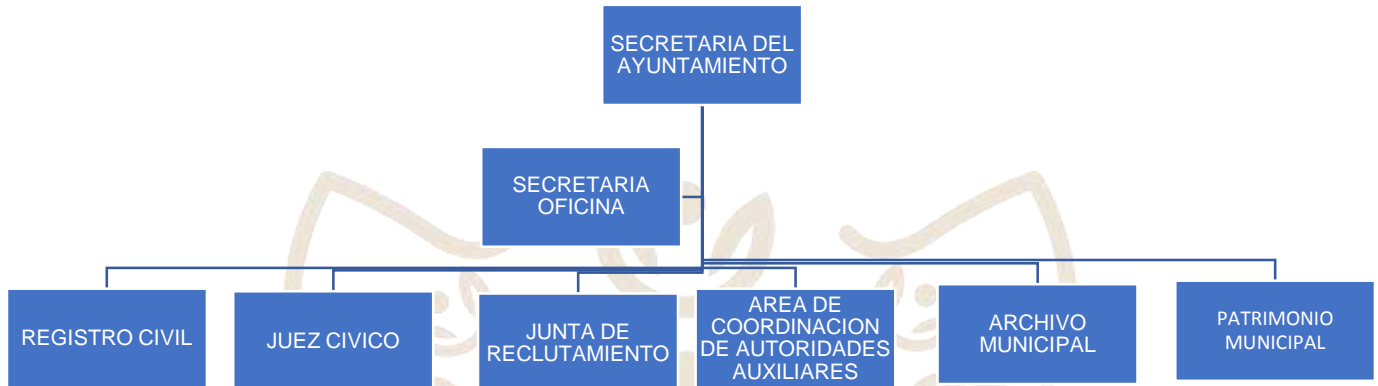 SECRETARIA DEL
AYUNTAMIENTO
SECRETARIA
OFICINA
REGISTRO CIVIL
JUEZ CIVICO
JUNTA DE
RECLUTAMIENTO
AREA DE
COORDINACION
DE AUTORIDADES
AUXILIARES
ARCHIVO
MUNICIPAL
PATRIMONIO
MUNICIPAL